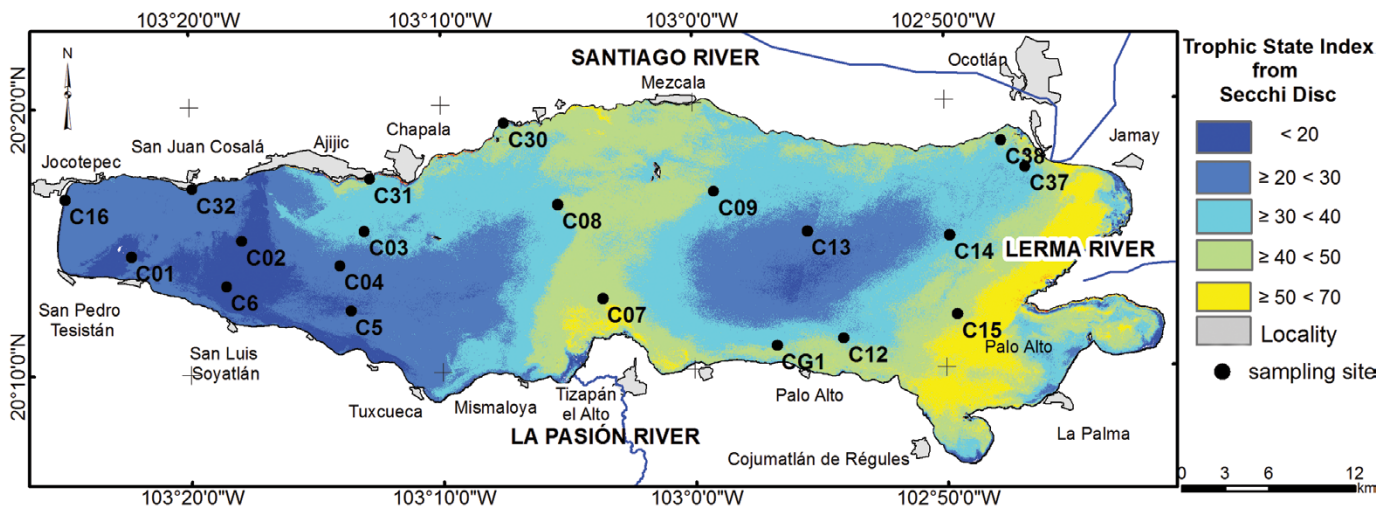 103°20'0"W
103°10'0"W
103°0'0"W
102°50'0"W
N
SANTIAGO RIVER
Mezcala
Ocotlán
20°20'0"N
Jocotepec
San Juan Cosalá
Ajijic
Chapala
Jamay
C30
C38
C37
C16
C32
C31
C08
C09
C01
C02
C03
C13
C14
LERMA RIVER
C6
C04
C5
C07
C15
San Pedro
Tesistán
CG1
C12
Palo Alto
20°10'0"N
San Luis
Soyatlán
Tuxcueca
Mismaloya
Tizapán
el Alto
Palo Alto
La Palma
LA PASIÓN RIVER
Cojumatlán de Régules
103°20'0"W
103°10'0"W
103°0'0"W
102°50'0"W
Trophic State Index
from
Secchi Disc
< 20
≥ 20 < 30
≥ 30 < 40
≥ 40 < 50
≥ 50 < 70
Locality
sampling site
0 3 6 12
km